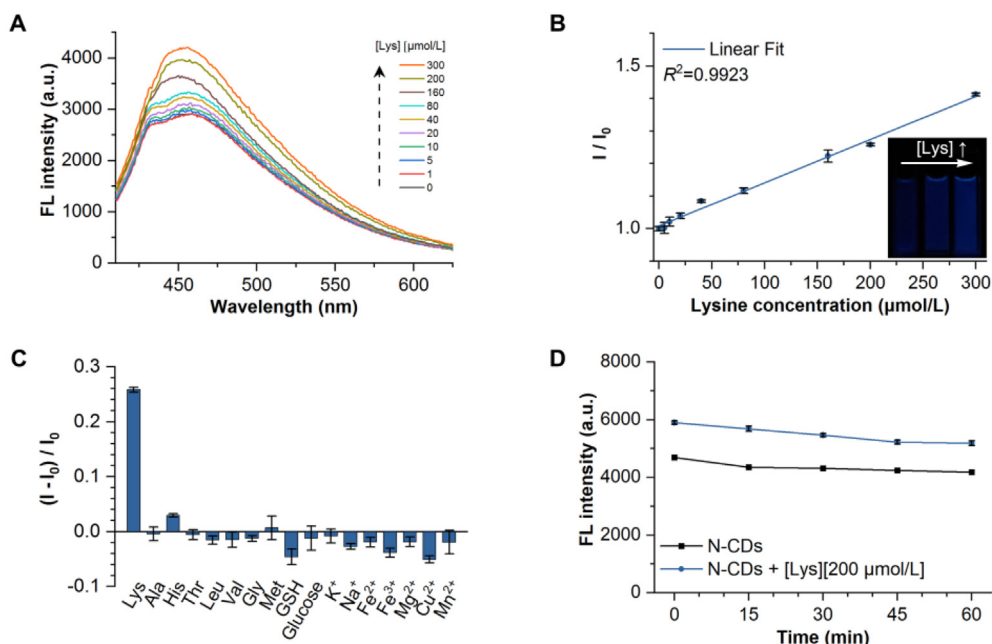 A
FL intensity (a.u.)
4000
3000
2000
1000
0
450
500
550
600
Wavelength (nm)
[Lys] [µmol/L]
300
200
160
80
40
20
10
5
1
0
B
I / I0
1.5
1.0
Linear Fit
R²=0.9923
[Lys] ↑
0
50
100
150
200
250
300
Lysine concentration (µmol/L)
C
(I - I0) / I0
0.3
0.2
0.1
0.0
-0.1
Lys
Ala
His
Thr
Leu
Val
Gly
Met
GSH
Glucose
K⁺
Na⁺
Fe²⁺
Fe³⁺
Mg²⁺
Cu²⁺
Mn²⁺
D
FL intensity (a.u.)
8000
6000
4000
2000
0
N-CDs
N-CDs + [Lys][200 µmol/L]
0
15
30
45
60
Time (min)